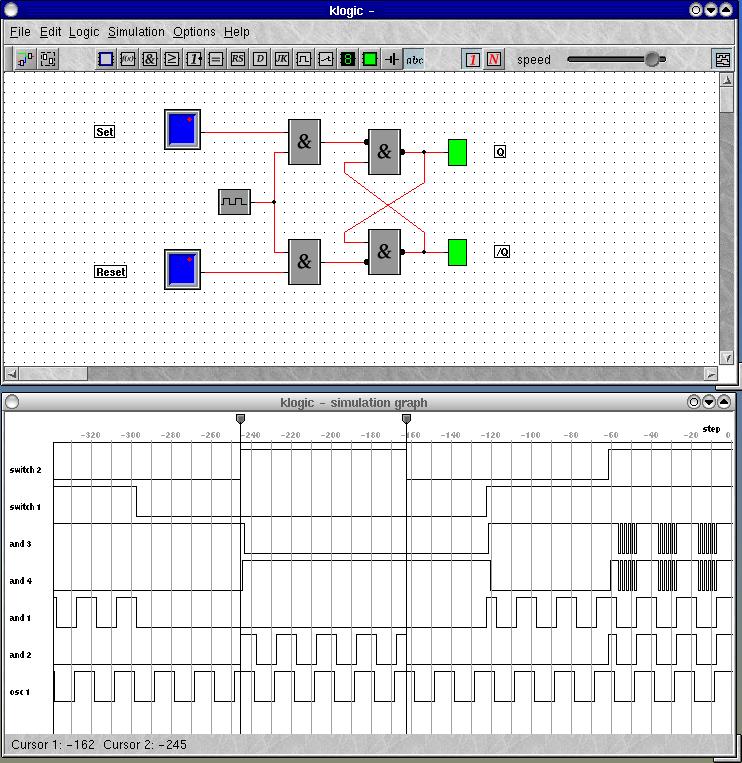 klogic -
File Edit Logic Simulation Options Help
f(x) & ≥ 1 = RS D JK 8 abc 1 N speed
Set
&
&
Q
&
&
/Q
Reset
klogic - simulation graph
step
-320 -300 -280 -260 -240 -220 -200 -180 -160 -140 -120 -100 -80 -60 -40 -20 0
switch 2
switch 1
and 3
and 4
and 1
and 2
osc 1
Cursor 1: -162 Cursor 2: -245